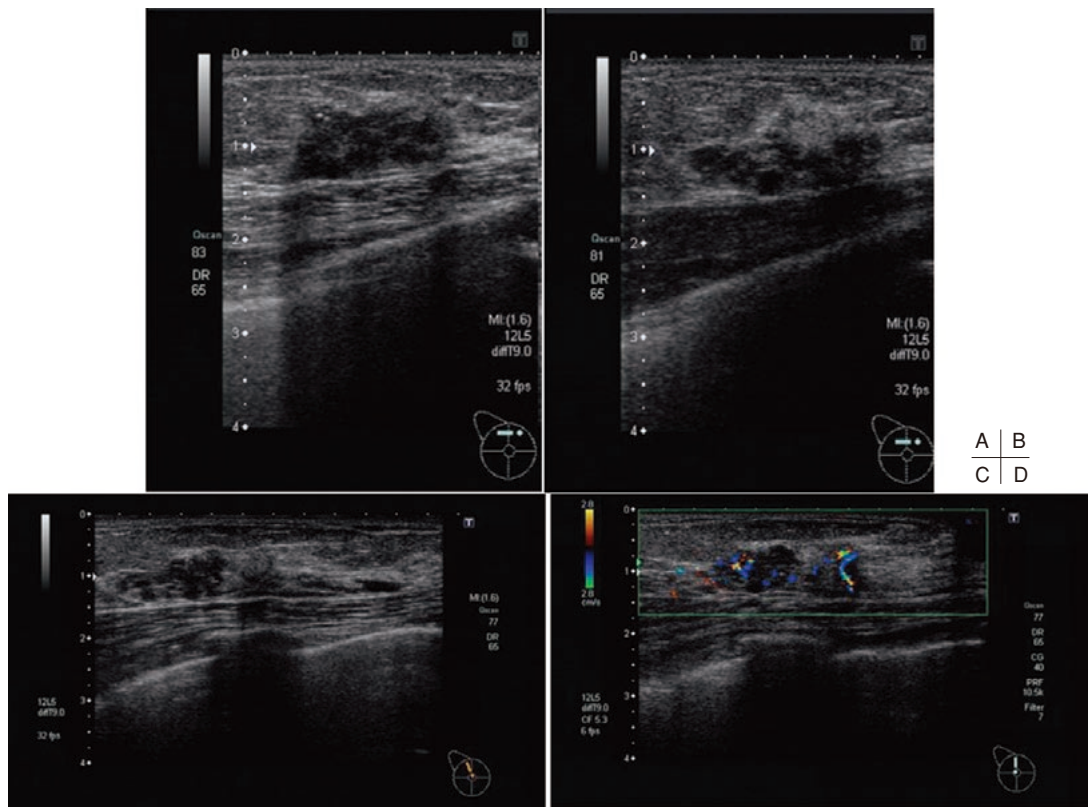 T
0
1
2
3
4
Qscan
83
DR
65
MI:(1.6)
12L5
diffT9.0
32 fps
T
0
1
2
3
4
Qscan
81
DR
65
MI:(1.6)
12L5
diffT9.0
32 fps
A B
C D
T
0
1
2
3
4
MI:(1.6)
Qscan
77
DR
65
12L5
diffT9.0
32 fps
2.8
2.8
cm/s
T
0
1
2
3
4
Qscan
77
DR
65
CG
40
PRF
10.5k
Filter
7
12L5
diffT9.0
CF 5.3
6 fps